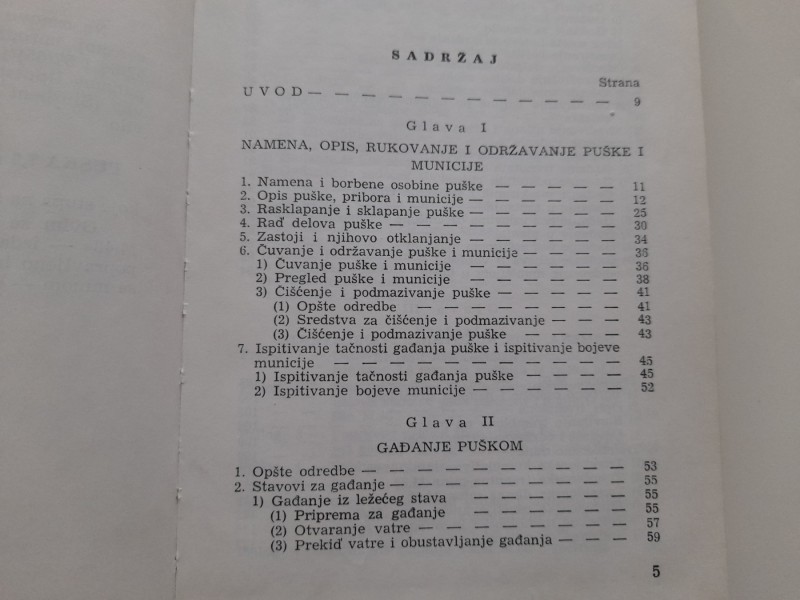 SADRŽAJ
Strana
UVOD — — — — — — — — — — — — 9
Glava I
NAMENA, OPIS, RUKOVANJE I ODRŽAVANJE PUŠKE I
MUNICIJE
1. Namena i borbene osobine puške — — — — — 11
2. Opis puške, pribora i municije — — — — — — 12
3. Rasklapanje i sklapanje puške — — — — — — 25
4. Rad delova puške — — — — — — — — — 30
5. Zastoji i njihovo otklanjanje — — — — — — 34
6. Čuvanje i održavanje puške i municija — — — — 36
1) Čuvanje puške i municije — — — — — — 36
2) Pregled puške i municije — — — — — — 38
3) Čišćenje i podmazivanje puške — — — — — 41
(1) Opšte odredbe — — — — — — — — 41
(2) Sredstva za čišćenje i podmazivanje — — — 43
(3) Čišćenje i podmazivanje puške — — — — 43
7. Ispitivanje tačnosti gađanja puške i ispitivanje bojeve
municije — — — — — — — — — — — 45
1) Ispitivanje tačnosti gađanja puške — — — — 45
2) Ispitivanje bojeve municije — — — — — — 52
Glava II
GAĐANJE PUŠKOM
1. Opšte odredbe — — — — — — — — — — 53
2. Stavovi za gađanje — — — — — — — — — 55
1) Gađanje iz ležećeg stava — — — — — — 55
(1) Priprema za gađanje — — — — — — 55
(2) Otvaranje vatre — — — — — — — — 57
(3) Prekid vatre i obustavljanje gađanja — — — 59
5